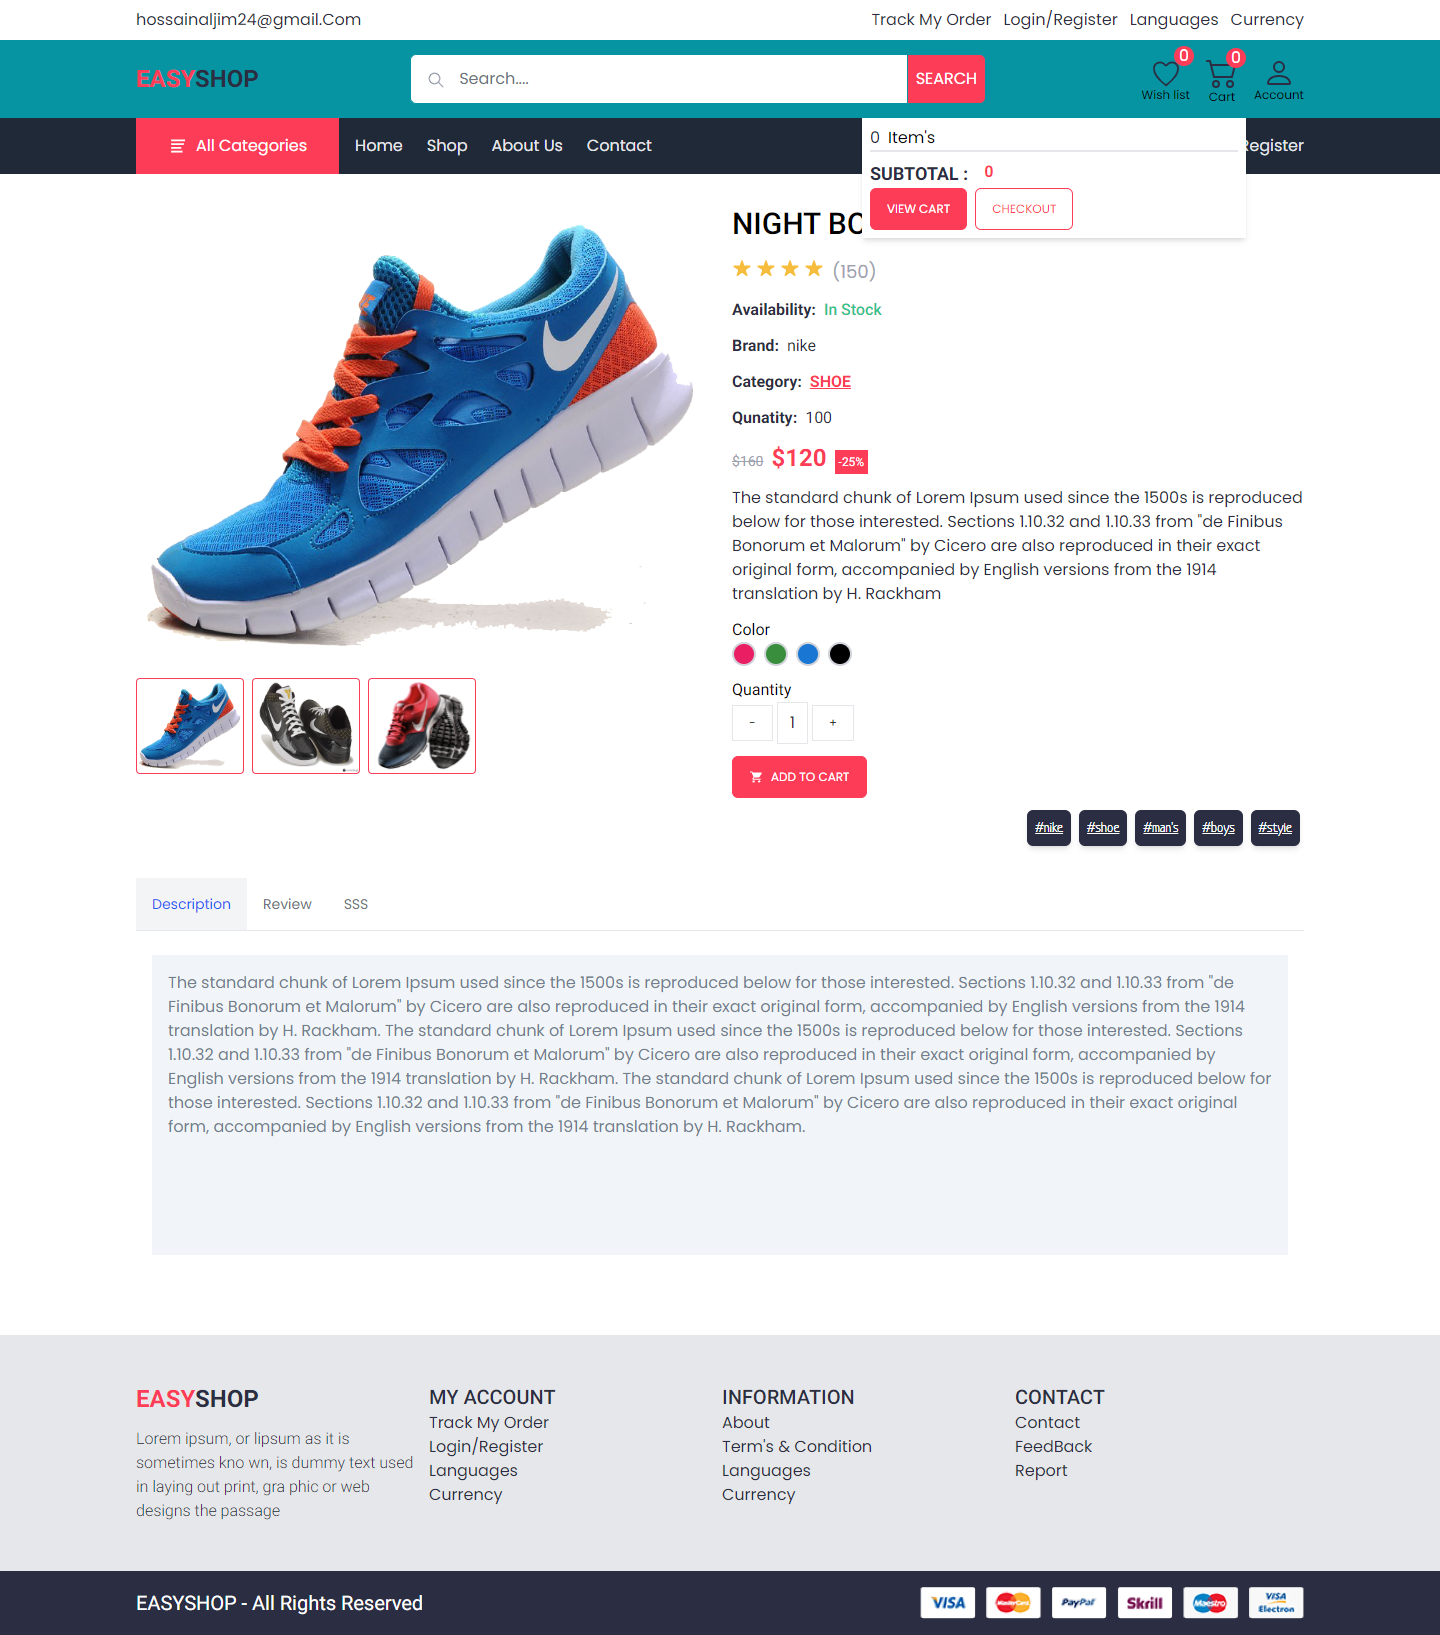 hossainaljim24@gmail.Com
Track My Order Login/Register Languages Currency
EASYSHOP
Search....
SEARCH
0
Wish list
0
Cart
Account
All Categories
Home Shop About Us Contact
Register
0 Item's
SUBTOTAL : 0
VIEW CART
CHECKOUT
NIGHT
(150)
Availability: In Stock
Brand: nike
Category: SHOE
Qunatity: 100
$160 $120 -25%
The standard chunk of Lorem Ipsum used since the 1500s is reproduced
below for those interested. Sections 1.10.32 and 1.10.33 from "de Finibus
Bonorum et Malorum" by Cicero are also reproduced in their exact
original form, accompanied by English versions from the 1914
translation by H. Rackham
Color
Quantity
- 1 +
ADD TO CART
#nike #shoe #man's #boys #style
Description Review SSS
The standard chunk of Lorem Ipsum used since the 1500s is reproduced below for those interested. Sections 1.10.32 and 1.10.33 from "de
Finibus Bonorum et Malorum" by Cicero are also reproduced in their exact original form, accompanied by English versions from the 1914
translation by H. Rackham. The standard chunk of Lorem Ipsum used since the 1500s is reproduced below for those interested. Sections
1.10.32 and 1.10.33 from "de Finibus Bonorum et Malorum" by Cicero are also reproduced in their exact original form, accompanied by
English versions from the 1914 translation by H. Rackham. The standard chunk of Lorem Ipsum used since the 1500s is reproduced below for
those interested. Sections 1.10.32 and 1.10.33 from "de Finibus Bonorum et Malorum" by Cicero are also reproduced in their exact original
form, accompanied by English versions from the 1914 translation by H. Rackham.
EASYSHOP
Lorem ipsum, or lipsum as it is
sometimes kno wn, is dummy text used
in laying out print, gra phic or web
designs the passage
MY ACCOUNT
Track My Order
Login/Register
Languages
Currency
INFORMATION
About
Term's & Condition
Languages
Currency
CONTACT
Contact
FeedBack
Report
EASYSHOP - All Rights Reserved
VISA
MasterCard
PayPal
Skrill
Maestro
VISA
Electron